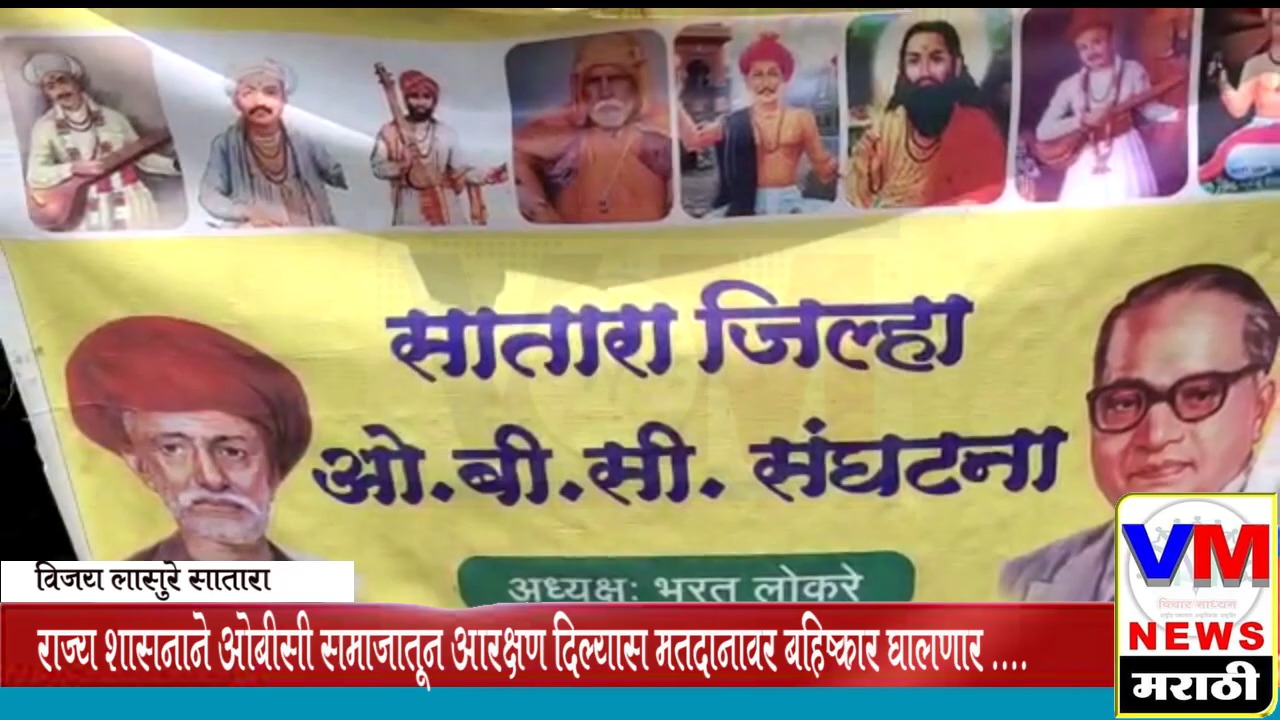 सातारा जिल्हा
ओ.बी.सी. संघटना
अध्यक्ष: भरत लोकरे
विजय लासुरे सातारा
राज्य शासनाने ओबीसी समाजातून आरक्षण दिल्यास मतदानावर बहिष्कार घालणार ....
VM
NEWS
मराठी